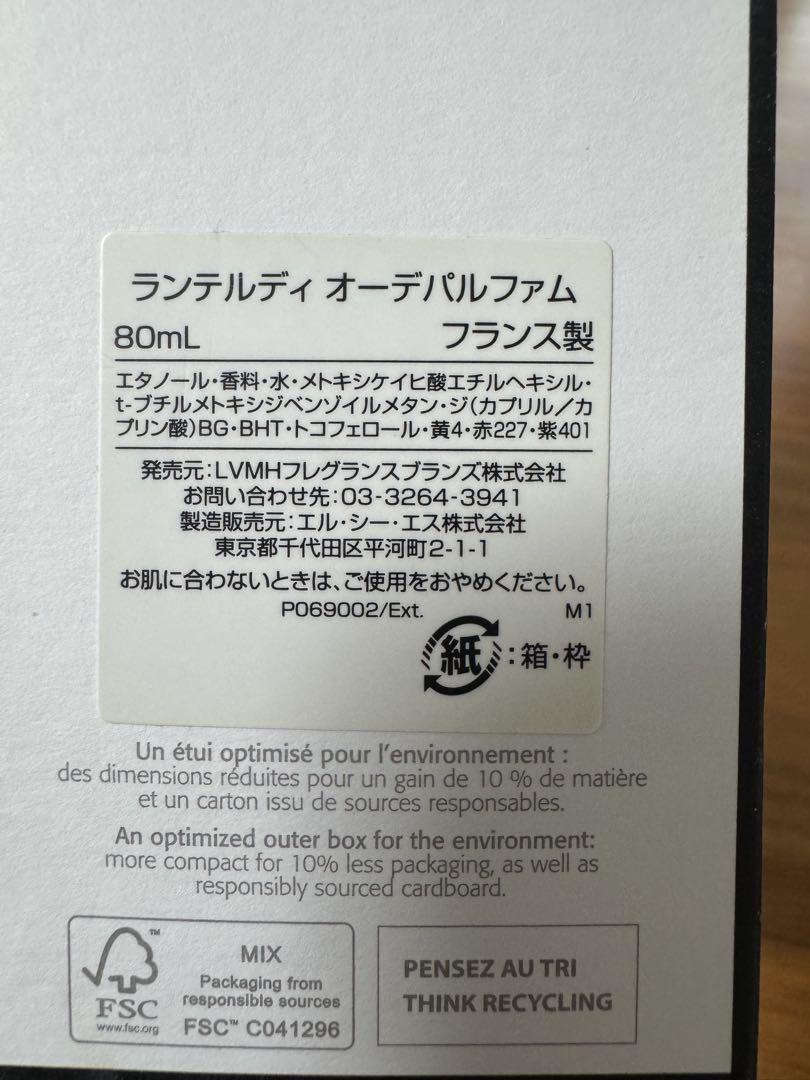 ランテルディ オーデパルファム
80mL フランス製
エタノール・香料・水・メトキシケイヒ酸エチルヘキシル・
t-ブチルメトキシジベンゾイルメタン・ジ(カプリル／カ
プリン酸)BG・BHT・トコフェロール・黄4・赤227・紫401
発売元：LVMHフレグランスブランズ株式会社
お問い合わせ先：03-3264-3941
製造販売元：エル・シー・エス株式会社
東京都千代田区平河町2-1-1
お肌に合わないときは、ご使用をおやめください。
P069002/Ext. M1
紙：箱・枠
Un étui optimisé pour l'environnement :
des dimensions réduites pour un gain de 10 % de matière
et un carton issu de sources responsables.
An optimized outer box for the environment:
more compact for 10% less packaging, as well as
responsibly sourced cardboard.
FSC
www.fsc.org
MIX
Packaging from
responsible sources
FSC™ C041296
PENSEZ AU TRI
THINK RECYCLING